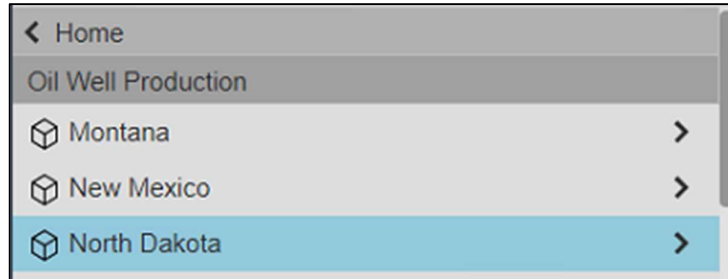 Home
Oil Well Production
Montana
New Mexico
North Dakota